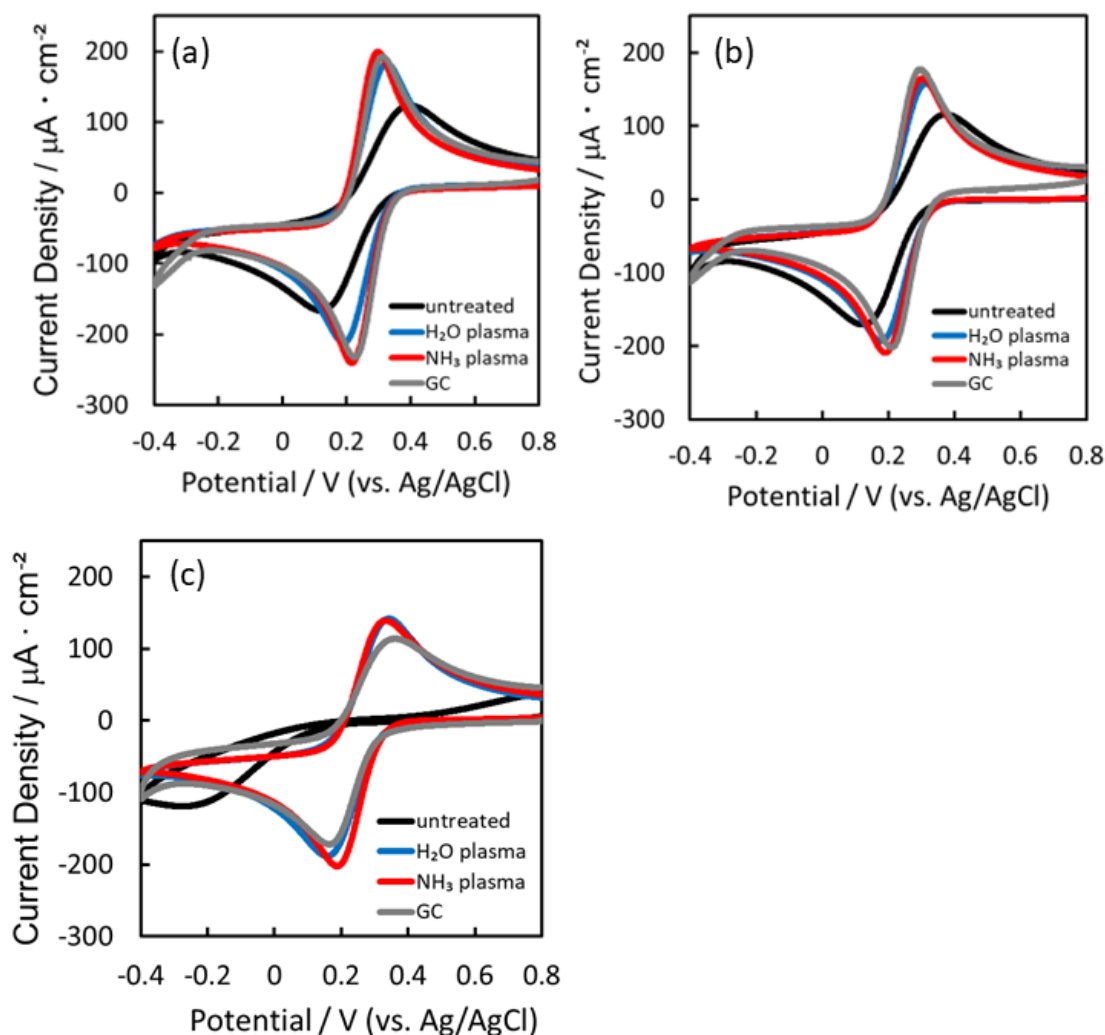 (a)
200
100
0
-100
-200
-300
Current Density / μA・cm⁻²
untreated
H₂O plasma
NH₃ plasma
GC
-0.4 -0.2 0 0.2 0.4 0.6 0.8
Potential / V (vs. Ag/AgCl)
(b)
200
100
0
-100
-200
-300
Current Density / μA・cm⁻²
untreated
H₂O plasma
NH₃ plasma
GC
-0.4 -0.2 0 0.2 0.4 0.6 0.8
Potential / V (vs. Ag/AgCl)
(c)
200
100
0
-100
-200
-300
Current Density / μA・cm⁻²
untreated
H₂O plasma
NH₃ plasma
GC
-0.4 -0.2 0 0.2 0.4 0.6 0.8
Potential / V (vs. Ag/AgCl)